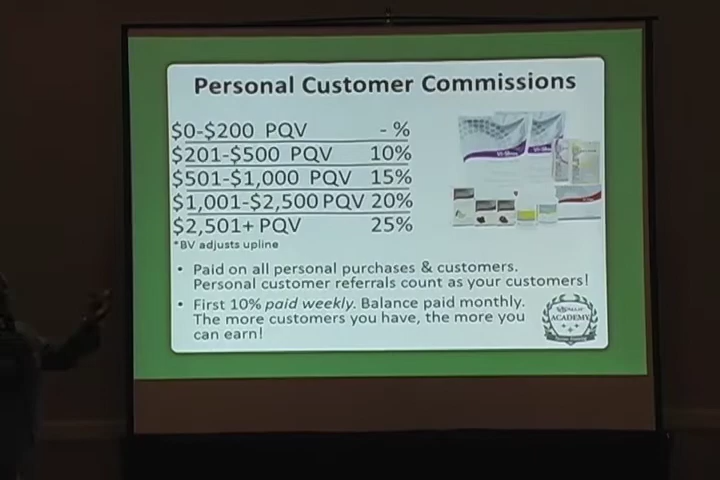 Personal Customer Commissions
$0-$200 PQV - %
$201-$500 PQV 10%
$501-$1,000 PQV 15%
$1,001-$2,500 PQV 20%
$2,501+ PQV 25%
*BV adjusts upline
• Paid on all personal purchases & customers.
Personal customer referrals count as your customers!
• First 10% paid weekly. Balance paid monthly.
The more customers you have, the more you
can earn!
ACADEMY